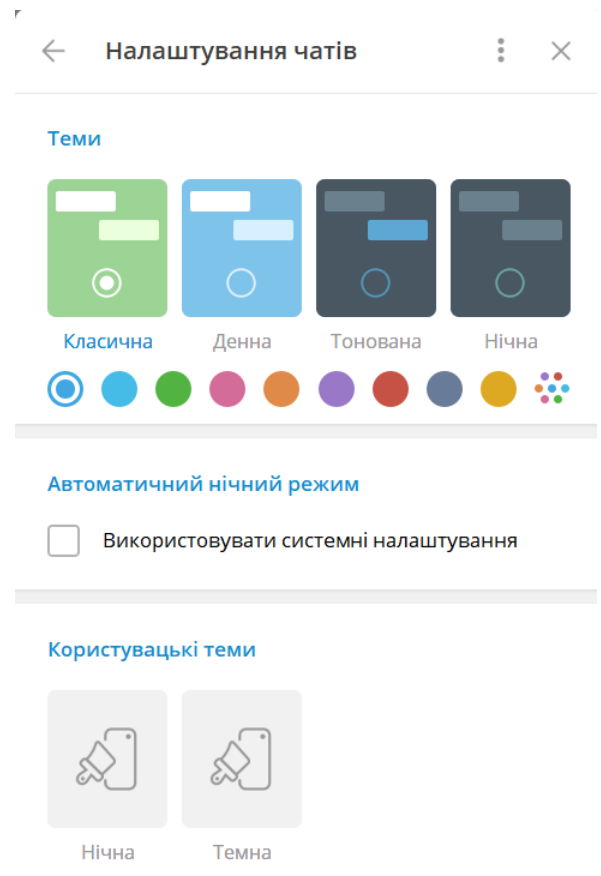 Налаштування чатів
Теми
Класична Денна Тонована Нічна
Автоматичний нічний режим
Використовувати системні налаштування
Користувацькі теми
Нічна Темна